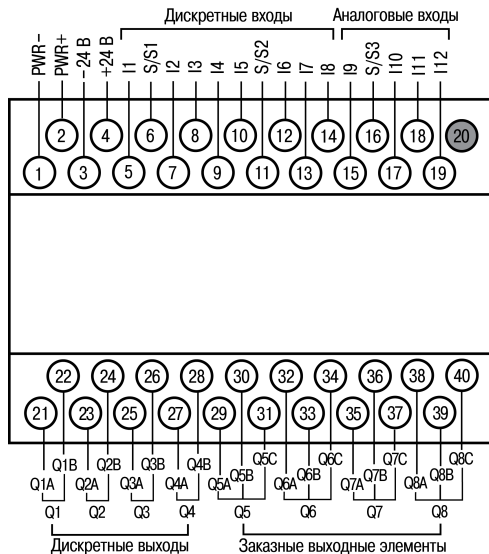 Дискретные входы Аналоговые входы
PWR− PWR+ −24 В +24 В I1 S/S1 I2 I3 I4 I5 S/S2 I6 I7 I8 I9 S/S3 I10 I11 I12
2 4 6 8 10 12 14 16 18 20
1 3 5 7 9 11 13 15 17 19
22 24 26 28 30 32 34 36 38 40
21 23 25 27 29 31 33 35 37 39
Q1B Q2B Q3B Q4B Q5C Q6C Q7C Q8C
Q5B Q6B Q7B Q8B
Q1A Q2A Q3A Q4A Q5A Q6A Q7A Q8A
Q1 Q2 Q3 Q4 Q5 Q6 Q7 Q8
Дискретные выходы Заказные выходные элементы